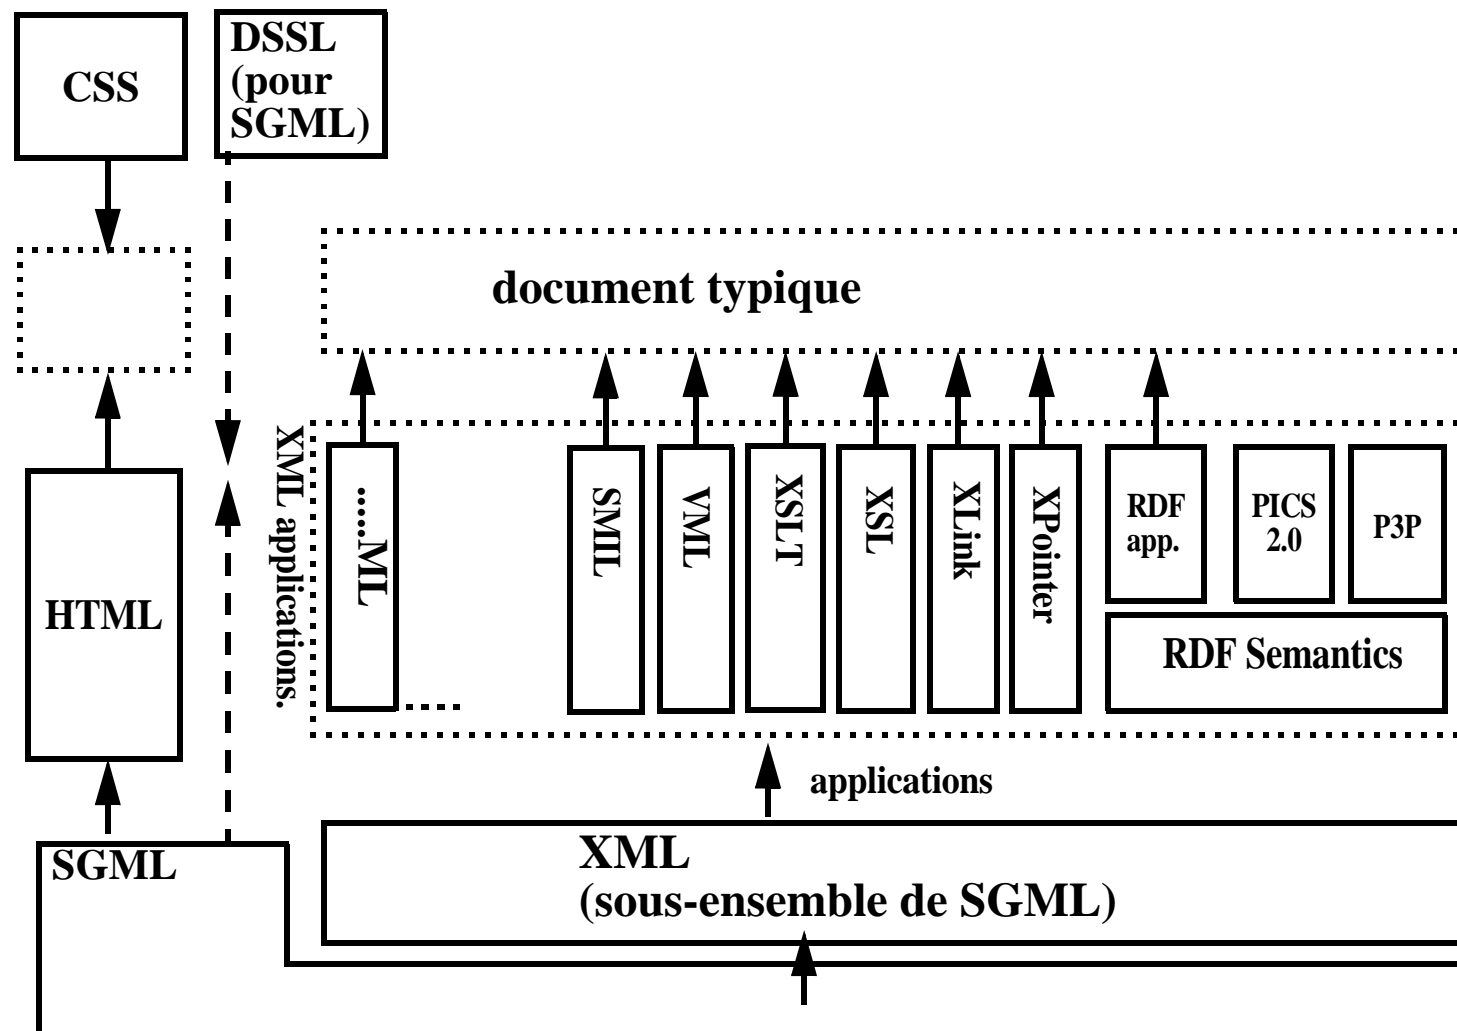 CSS
DSSL
(pour
SGML)
document typique
XML applications.
......ML
SMIL
VML
XSLT
XSL
XLink
XPointer
RDF
app.
PICS
2.0
P3P
HTML
RDF Semantics
applications
SGML
XML
(sous-ensemble de SGML)